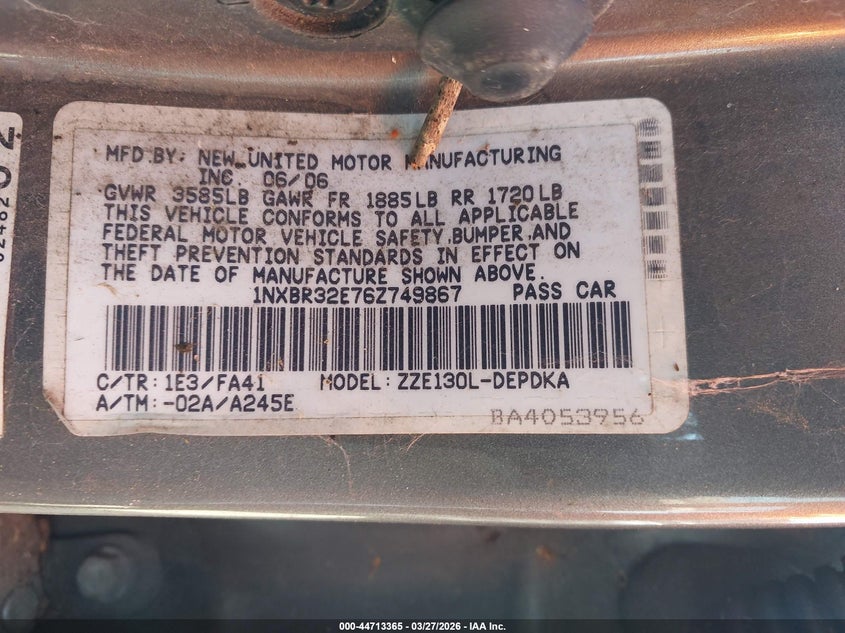 MFD.BY: NEW UNITED MOTOR MANUFACTURING
INC. 06/06
GVWR 3585LB GAWR FR 1885LB RR 1720LB
THIS VEHICLE CONFORMS TO ALL APPLICABLE
FEDERAL MOTOR VEHICLE SAFETY,BUMPER,AND
THEFT PREVENTION STANDARDS IN EFFECT ON
THE DATE OF MANUFACTURE SHOWN ABOVE.
1NXBR32E76Z749867 PASS CAR
C/TR: 1E3/FA41 MODEL: ZZE130L-DEPDKA
A/TM: -02A/A245E
BA4053956
000-44713365 | 03/27/2026 - IAA Inc.